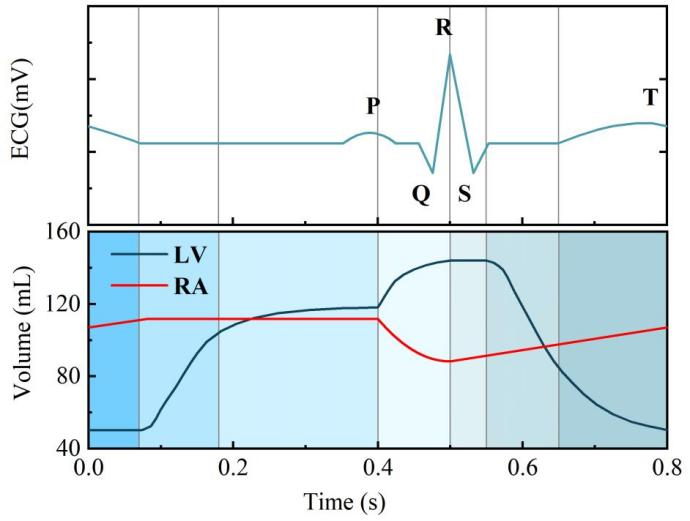 ECG(mV)
R
P
T
Q
S
Volume (mL)
160
120
80
40
LV
RA
0.0
0.2
0.4
0.6
0.8
Time (s)